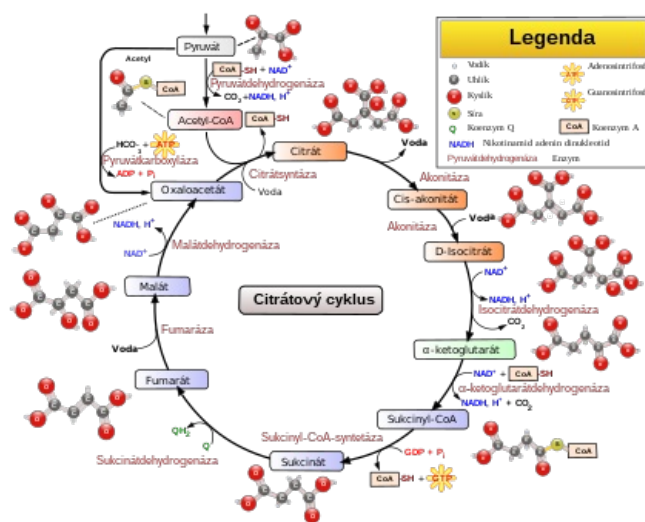 Pyruvát
Acetyl
CoA
CoA-SH + NAD⁺
Pyruvátdehydrogenáza
CO₂ +NADH, H⁺
Acetyl-CoA
CoA-SH
HCO₃⁻ + ATP
Pyruvátkarboxyláza
ADP + Pᵢ
Citrátsyntáza
Voda
Oxaloacetát
Citrát
Voda
Akonitáza
Cis-akonitát
Akonitáza
Voda
D-Isocitrát
NAD⁺
NADH, H⁺
Isocitrátdehydrogenáza
CO₂
α-ketoglutarát
NAD⁺ + CoA-SH
α-ketoglutarátdehydrogenáza
NADH, H⁺ + CO₂
Sukcinyl-CoA
S
CoA
Sukcinyl-CoA-syntetáza
GDP + Pᵢ
CoA-SH + GTP
Sukcinát
QH₂
Q
Sukcinátdehydrogenáza
Fumarát
Voda
Fumaráza
Malát
NADH, H⁺
NAD⁺
Malátdehydrogenáza
Citrátový cyklus
Legenda
Vodík
Uhlík
Kyslík
Síra
Q Koenzym Q
NADH Nikotinamid adenin dinukleotid
Pyruvátdehydrogenáza Enzym
ATP Adenosintrifosf
GTP Guanosintrifosf
CoA Koenzym A